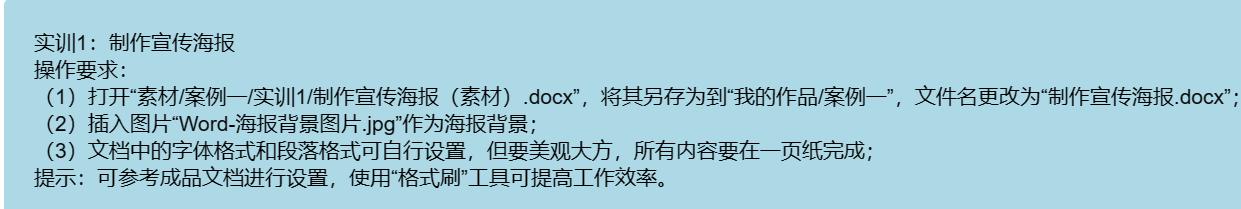 实训1：制作宣传海报
操作要求：
（1）打开“素材/案例一/实训1/制作宣传海报（素材）.docx”，将其另存为到“我的作品/案例一”，文件名更改为“制作宣传海报.docx”；
（2）插入图片“Word-海报背景图片.jpg”作为海报背景；
（3）文档中的字体格式和段落格式可自行设置，但要美观大方，所有内容要在一页纸完成；
提示：可参考成品文档进行设置，使用“格式刷”工具可提高工作效率。